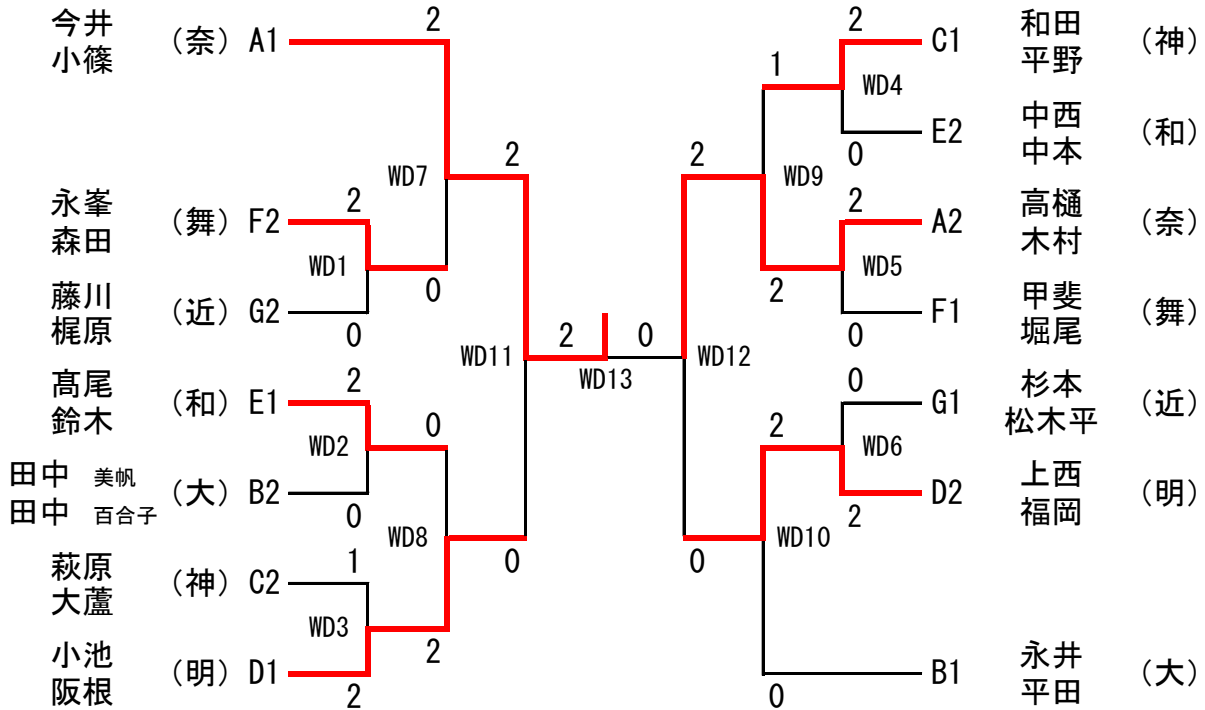 今井
小篠
(奈) A1
2
永峯
森田
(舞) F2
2
WD1
藤川
梶原
(近) G2
0
WD7
0
髙尾
鈴木
(和) E1
2
WD2
田中 美帆
田中 百合子
(大) B2
0
0
WD8
萩原
大蘆
(神) C2
1
WD3
小池
阪根
(明) D1
2
2
2
WD11
0
2
WD13
0
2
WD12
0
1
WD9
2
2
WD10
0
2
C1
和田
平野
(神)
WD4
E2
中西
中本
(和)
0
2
A2
高樋
木村
(奈)
WD5
F1
甲斐
堀尾
(舞)
0
0
G1
杉本
松木平
(近)
WD6
D2
上西
福岡
(明)
2
B1
永井
平田
(大)